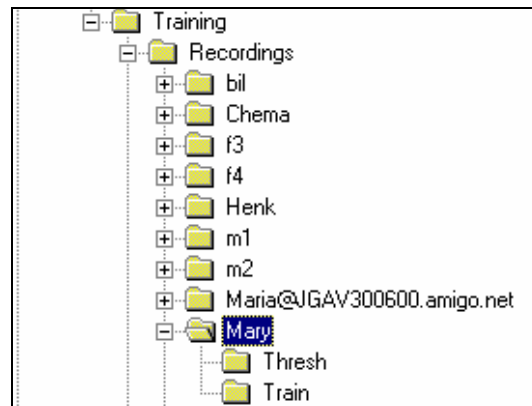 Training
Recordings
bil
Chema
f3
f4
Henk
m1
m2
Maria@JGAV300600.amigo.net
Mary
Thresh
Train